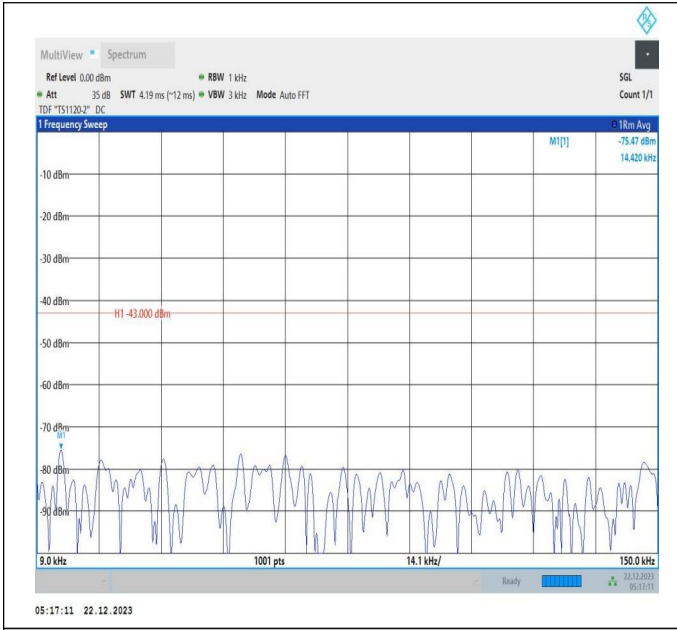 MultiView Spectrum
Ref Level 0.00 dBm RBW 1 kHz SGL
Att 35 dB SWT 4.19 ms (~12 ms) VBW 3 kHz Mode Auto FFT Count 1/1
TDF "TS1120-2" DC
1 Frequency Sweep 1Rm Avg
M1[1] -75.47 dBm
14.420 kHz
-10 dBm
-20 dBm
-30 dBm
-40 dBm
H1 -43.000 dBm
-50 dBm
-60 dBm
-70 dBm
M1
-80 dBm
-90 dBm
9.0 kHz 1001 pts 14.1 kHz/ 150.0 kHz
Ready 22.12.2023
05:17:11
05:17:11 22.12.2023